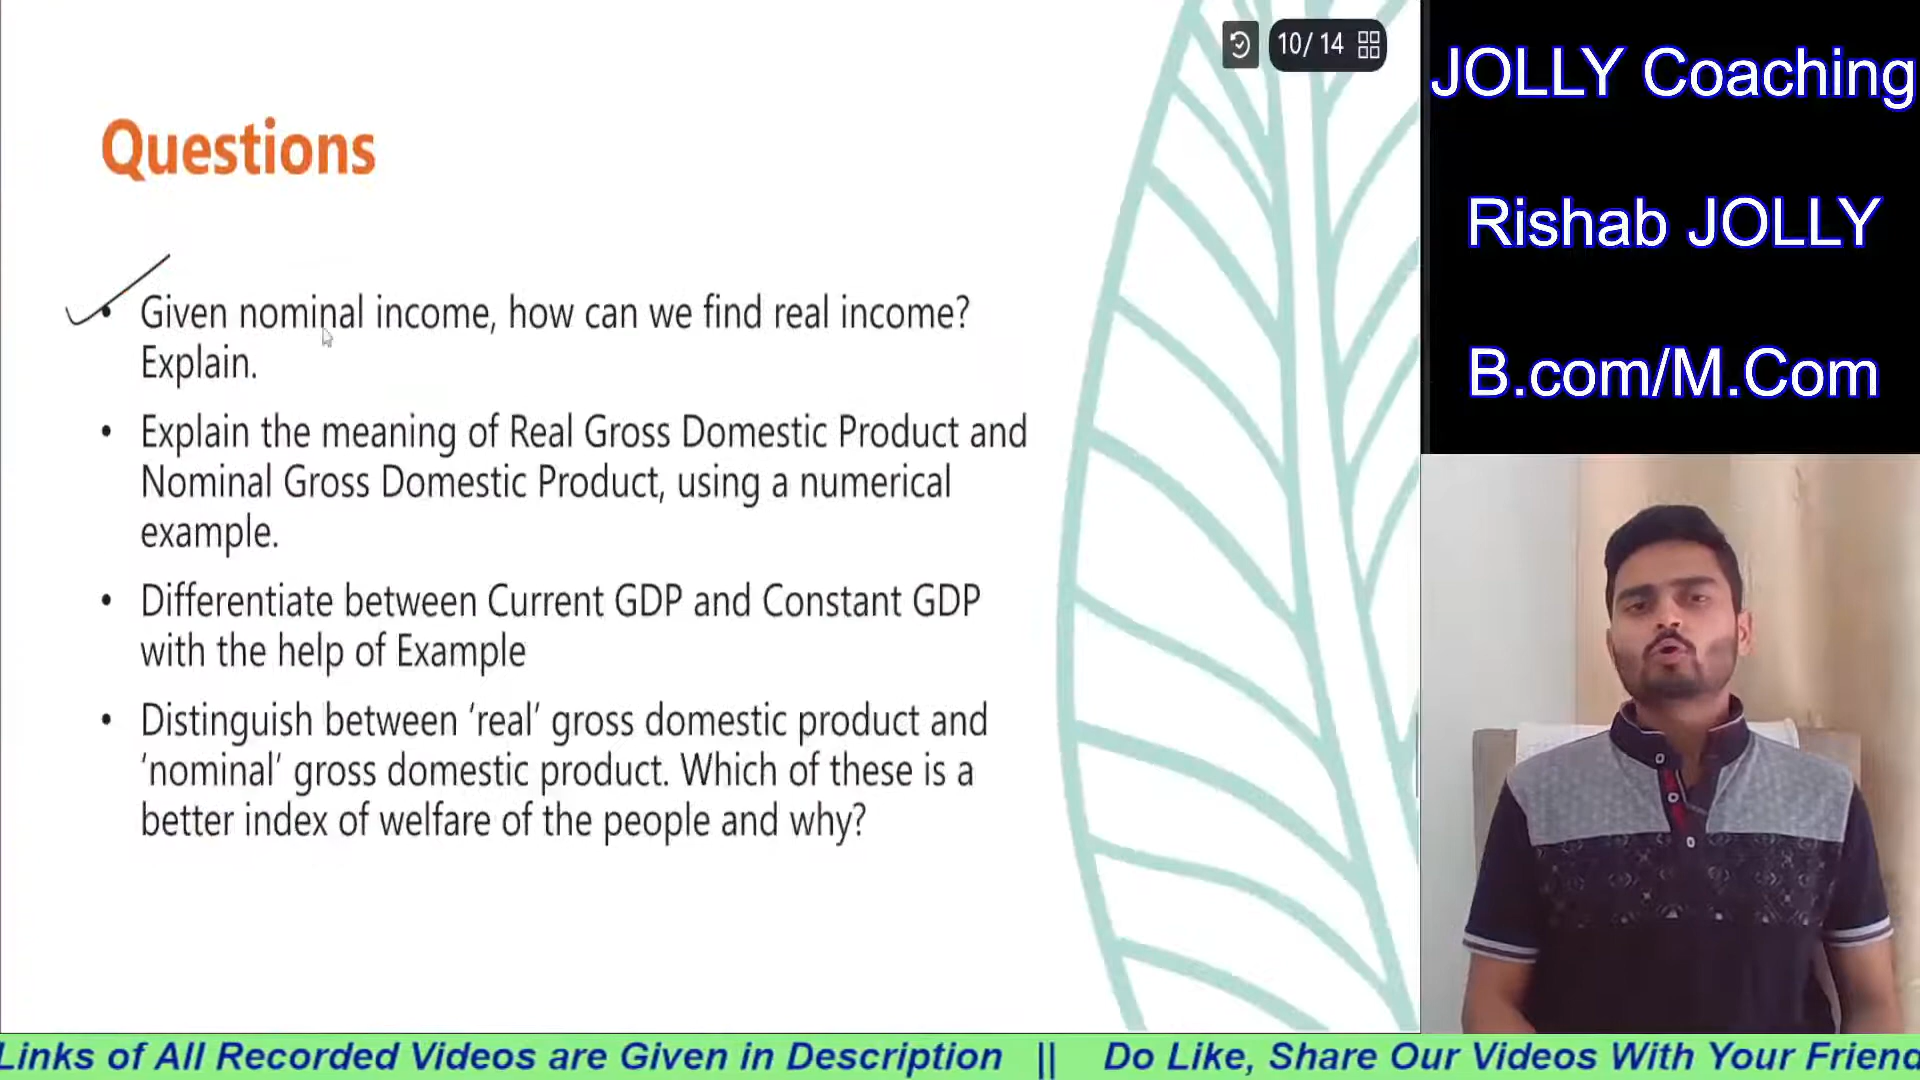 10/ 14
JOLLY Coaching
Rishab JOLLY
B.com/M.Com
Questions
• Given nominal income, how can we find real income?
Explain.
• Explain the meaning of Real Gross Domestic Product and
Nominal Gross Domestic Product, using a numerical
example.
• Differentiate between Current GDP and Constant GDP
with the help of Example
• Distinguish between ‘real’ gross domestic product and
‘nominal’ gross domestic product. Which of these is a
better index of welfare of the people and why?
Links of All Recorded Videos are Given in Description || Do Like, Share Our Videos With Your Friend